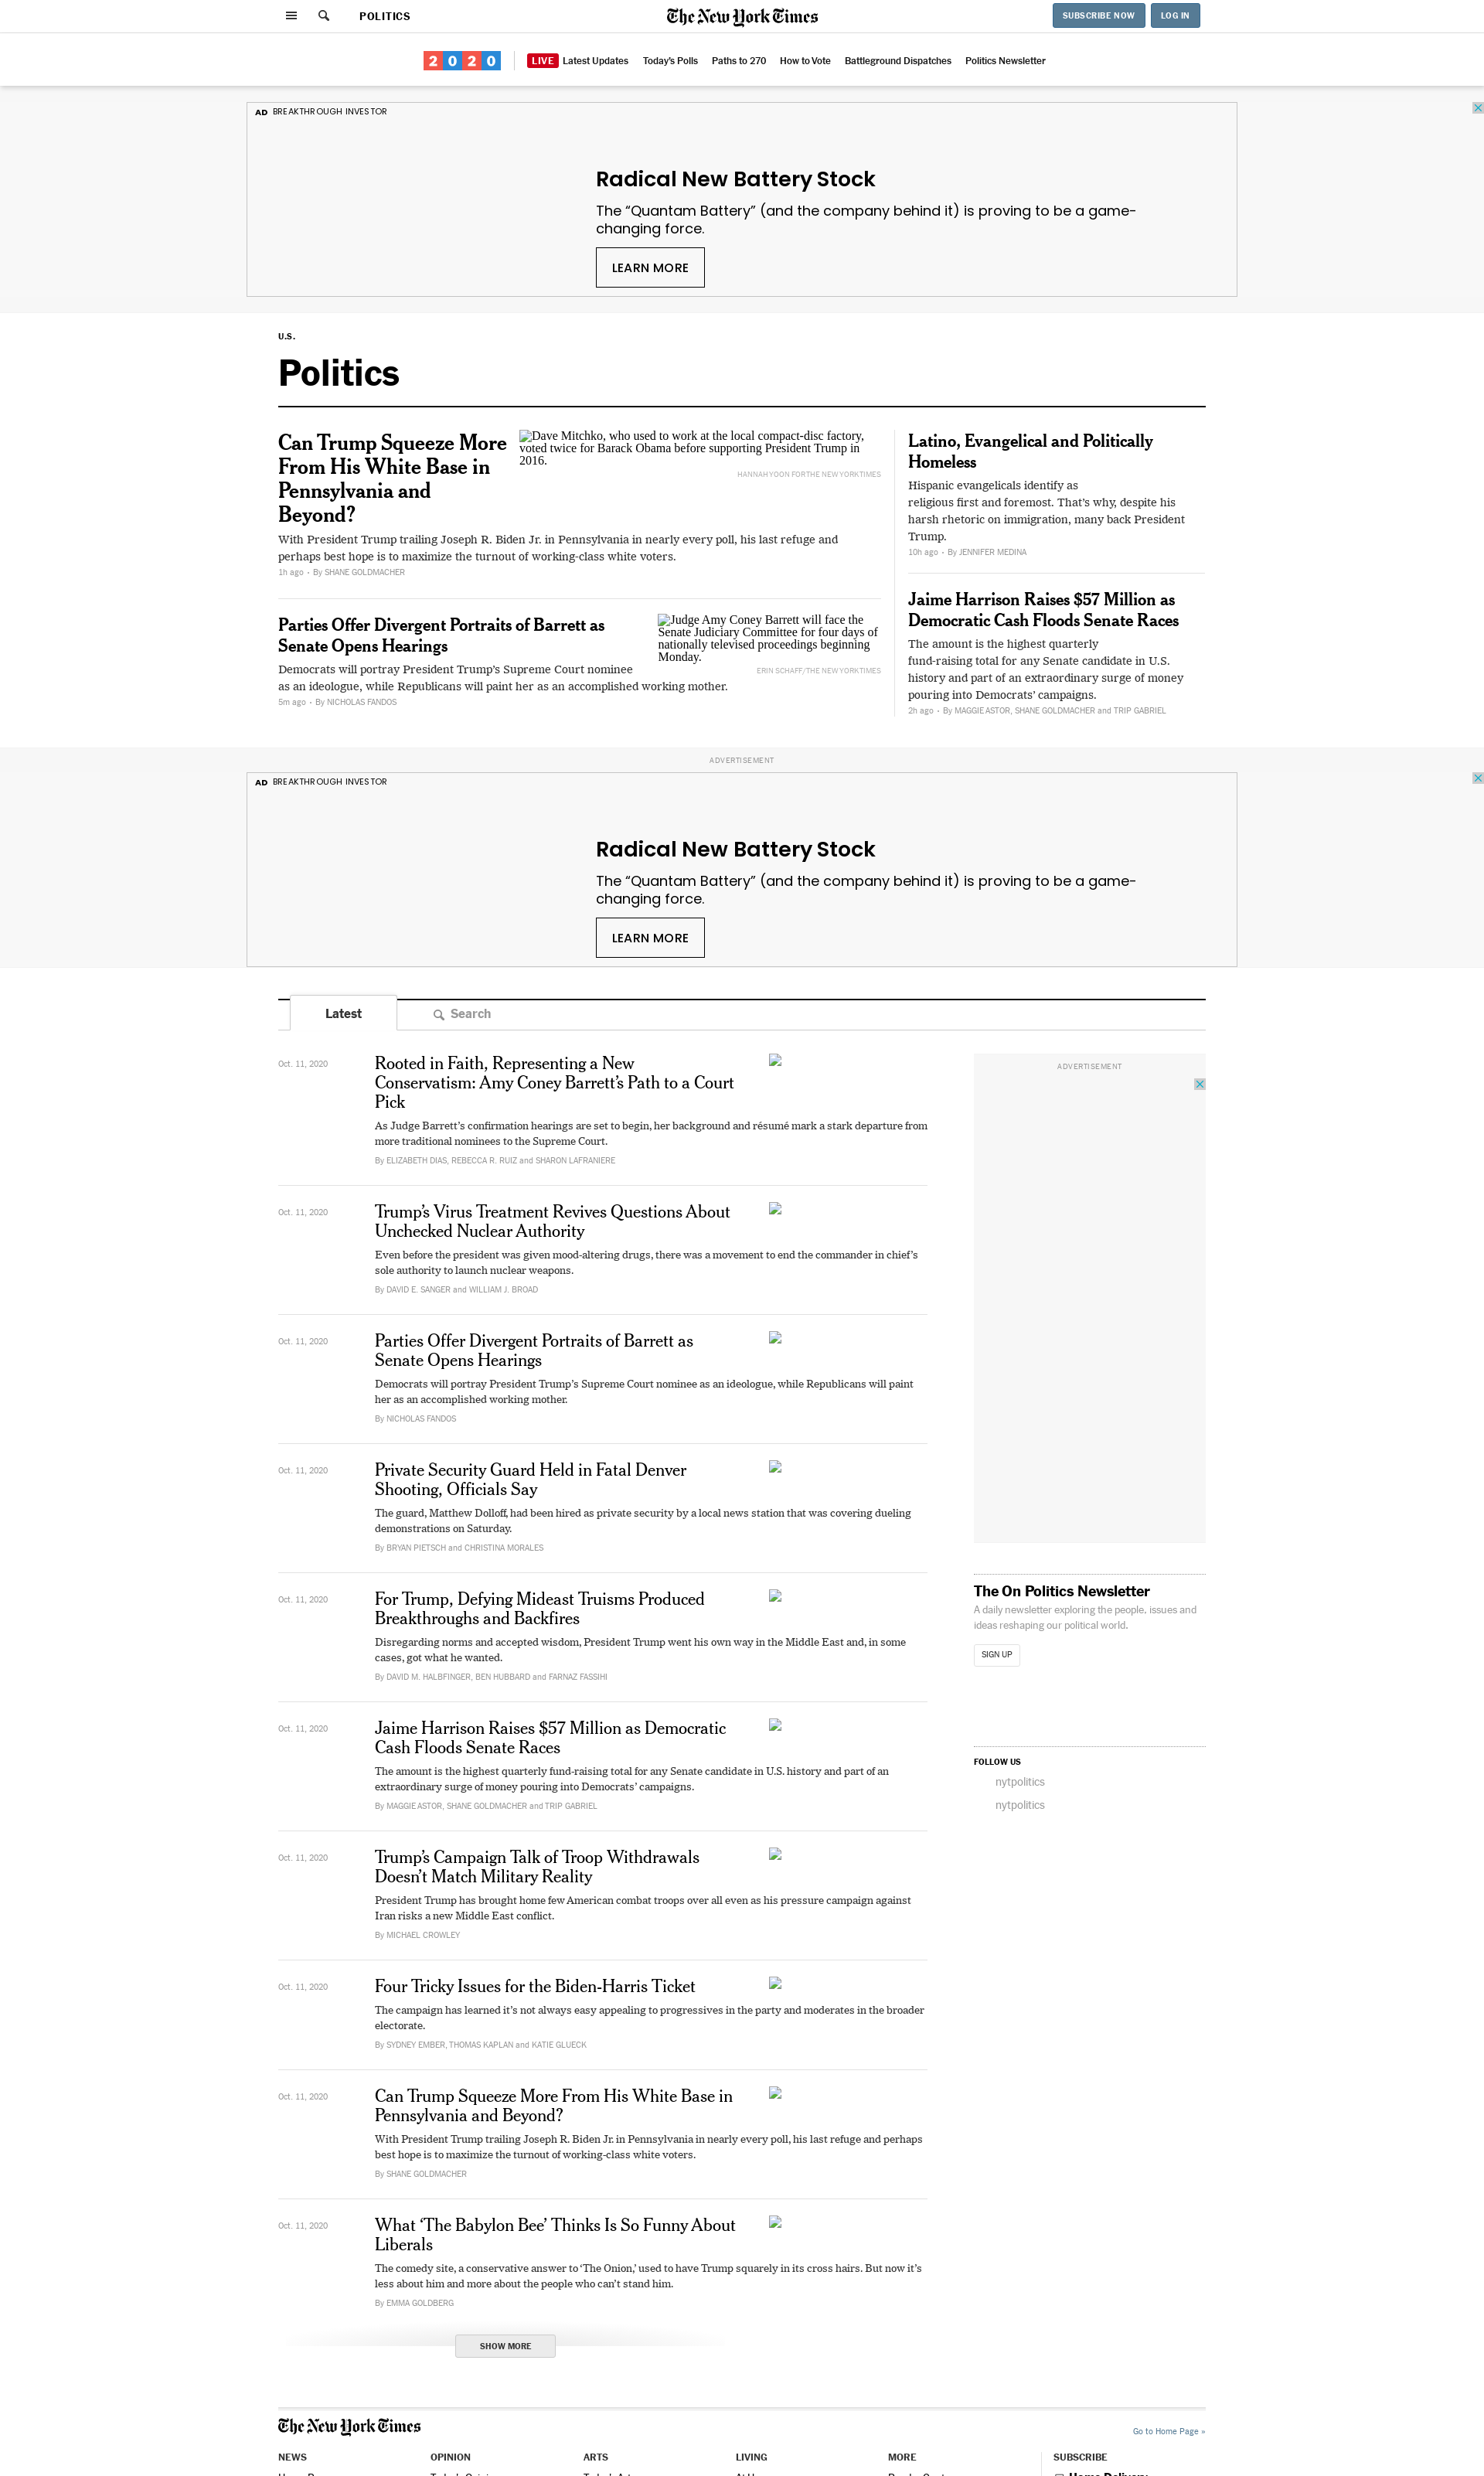 POLITICS
The New York Times
SUBSCRIBE NOW
LOG IN
2020
LIVE Latest Updates
Today's Polls
Paths to 270
How to Vote
Battleground Dispatches
Politics Newsletter
AD BREAKTHROUGH INVESTOR
Radical New Battery Stock
The “Quantam Battery” (and the company behind it) is proving to be a game-
changing force.
LEARN MORE
U.S.
Politics
Can Trump Squeeze More
From His White Base in
Pennsylvania and
Beyond?
Dave Mitchko, who used to work at the local compact-disc factory,
voted twice for Barack Obama before supporting President Trump in
2016.
HANNAH YOON FOR THE NEW YORK TIMES
With President Trump trailing Joseph R. Biden Jr. in Pennsylvania in nearly every poll, his last refuge and
perhaps best hope is to maximize the turnout of working-class white voters.
1h ago • By SHANE GOLDMACHER
Parties Offer Divergent Portraits of Barrett as
Senate Opens Hearings
Judge Amy Coney Barrett will face the
Senate Judiciary Committee for four days of
nationally televised proceedings beginning
Monday.
ERIN SCHAFF/THE NEW YORK TIMES
Democrats will portray President Trump’s Supreme Court nominee
as an ideologue, while Republicans will paint her as an accomplished working mother.
5m ago • By NICHOLAS FANDOS
Latino, Evangelical and Politically
Homeless
Hispanic evangelicals identify as
religious first and foremost. That’s why, despite his
harsh rhetoric on immigration, many back President
Trump.
10h ago • By JENNIFER MEDINA
Jaime Harrison Raises $57 Million as
Democratic Cash Floods Senate Races
The amount is the highest quarterly
fund-raising total for any Senate candidate in U.S.
history and part of an extraordinary surge of money
pouring into Democrats’ campaigns.
2h ago • By MAGGIE ASTOR, SHANE GOLDMACHER and TRIP GABRIEL
ADVERTISEMENT
AD BREAKTHROUGH INVESTOR
Radical New Battery Stock
The “Quantam Battery” (and the company behind it) is proving to be a game-
changing force.
LEARN MORE
Latest
Search
Oct. 11, 2020
Rooted in Faith, Representing a New
Conservatism: Amy Coney Barrett’s Path to a Court
Pick
As Judge Barrett’s confirmation hearings are set to begin, her background and résumé mark a stark departure from
more traditional nominees to the Supreme Court.
By ELIZABETH DIAS, REBECCA R. RUIZ and SHARON LAFRANIERE
Oct. 11, 2020
Trump’s Virus Treatment Revives Questions About
Unchecked Nuclear Authority
Even before the president was given mood-altering drugs, there was a movement to end the commander in chief’s
sole authority to launch nuclear weapons.
By DAVID E. SANGER and WILLIAM J. BROAD
Oct. 11, 2020
Parties Offer Divergent Portraits of Barrett as
Senate Opens Hearings
Democrats will portray President Trump’s Supreme Court nominee as an ideologue, while Republicans will paint
her as an accomplished working mother.
By NICHOLAS FANDOS
Oct. 11, 2020
Private Security Guard Held in Fatal Denver
Shooting, Officials Say
The guard, Matthew Dolloff, had been hired as private security by a local news station that was covering dueling
demonstrations on Saturday.
By BRYAN PIETSCH and CHRISTINA MORALES
Oct. 11, 2020
For Trump, Defying Mideast Truisms Produced
Breakthroughs and Backfires
Disregarding norms and accepted wisdom, President Trump went his own way in the Middle East and, in some
cases, got what he wanted.
By DAVID M. HALBFINGER, BEN HUBBARD and FARNAZ FASSIHI
Oct. 11, 2020
Jaime Harrison Raises $57 Million as Democratic
Cash Floods Senate Races
The amount is the highest quarterly fund-raising total for any Senate candidate in U.S. history and part of an
extraordinary surge of money pouring into Democrats’ campaigns.
By MAGGIE ASTOR, SHANE GOLDMACHER and TRIP GABRIEL
Oct. 11, 2020
Trump’s Campaign Talk of Troop Withdrawals
Doesn’t Match Military Reality
President Trump has brought home few American combat troops over all even as his pressure campaign against
Iran risks a new Middle East conflict.
By MICHAEL CROWLEY
Oct. 11, 2020
Four Tricky Issues for the Biden-Harris Ticket
The campaign has learned it’s not always easy appealing to progressives in the party and moderates in the broader
electorate.
By SYDNEY EMBER, THOMAS KAPLAN and KATIE GLUECK
Oct. 11, 2020
Can Trump Squeeze More From His White Base in
Pennsylvania and Beyond?
With President Trump trailing Joseph R. Biden Jr. in Pennsylvania in nearly every poll, his last refuge and perhaps
best hope is to maximize the turnout of working-class white voters.
By SHANE GOLDMACHER
Oct. 11, 2020
What ‘The Babylon Bee’ Thinks Is So Funny About
Liberals
The comedy site, a conservative answer to ‘The Onion,’ used to have Trump squarely in its cross hairs. But now it’s
less about him and more about the people who can’t stand him.
By EMMA GOLDBERG
SHOW MORE
ADVERTISEMENT
The On Politics Newsletter
A daily newsletter exploring the people, issues and
ideas reshaping our political world.
SIGN UP
FOLLOW US
nytpolitics
nytpolitics
The New York Times
Go to Home Page »
NEWS
OPINION
ARTS
LIVING
MORE
SUBSCRIBE